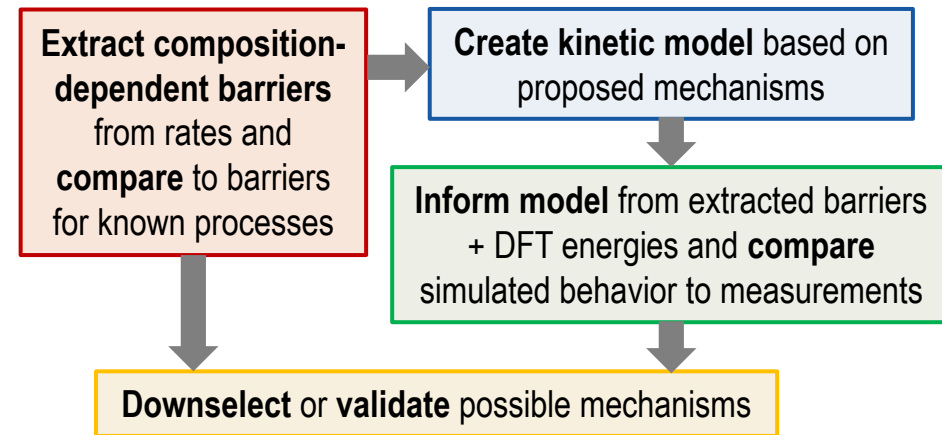 Extract composition-
dependent barriers
from rates and
compare to barriers
for known processes
Create kinetic model based on
proposed mechanisms
Inform model from extracted barriers
+ DFT energies and compare
simulated behavior to measurements
Downselect or validate possible mechanisms